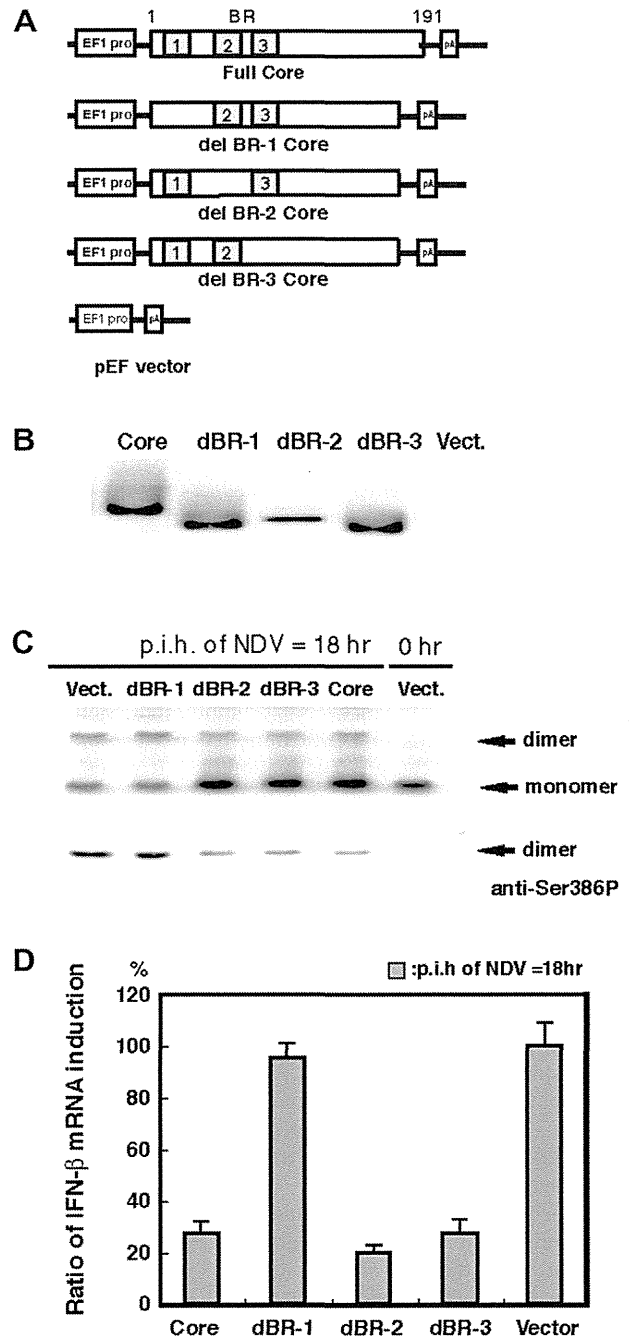 A
1 BR 191
EF1 pro 1 2 3 pA
Full Core
EF1 pro 2 3 pA
del BR-1 Core
EF1 pro 1 3 pA
del BR-2 Core
EF1 pro 1 2 pA
del BR-3 Core
EF1 pro pA
pEF vector
B
Core dBR-1 dBR-2 dBR-3 Vect.
C
p.i.h. of NDV = 18 hr 0 hr
Vect. dBR-1 dBR-2 dBR-3 Core Vect.
dimer
monomer
dimer
anti-Ser386P
D
% :p.i.h of NDV =18hr
Ratio of IFN-β mRNA induction
120
100
80
60
40
20
0
Core dBR-1 dBR-2 dBR-3 Vector